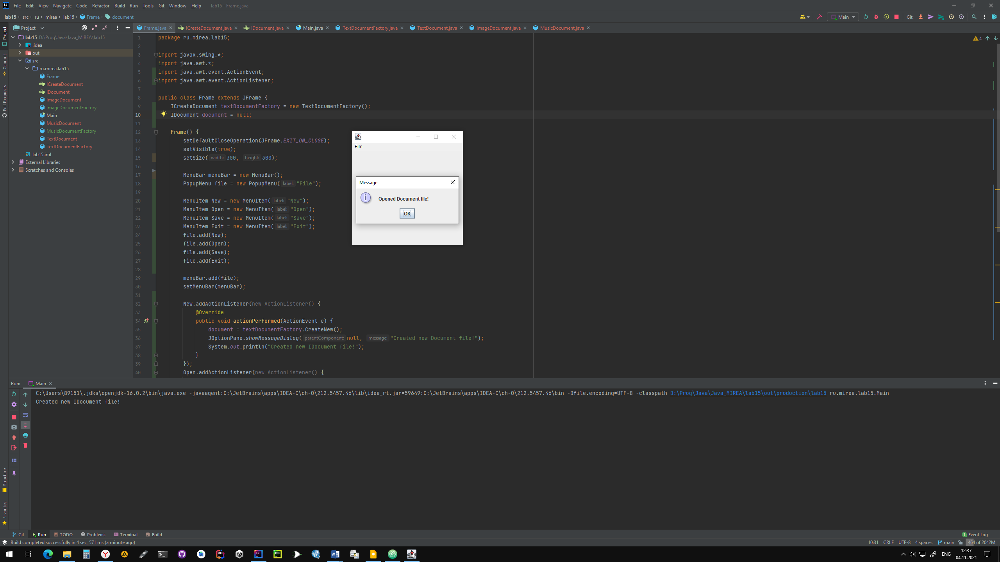 File Edit View Navigate Code Refactor Build Run Tools Git Window Help lab15 - Frame.java
lab15 src ru mirea lab15 Frame document
Main Git:
Project
Frame.java ICreateDocument.java IDocument.java Main.java TextDocumentFactory.java TextDocument.java ImageDocument.java MusicDocument.java
Project
Commit
Pull Requests
lab15 D:\Prog\Java\Java_MIREA\lab15
.idea
out
src
ru.mirea.lab15
Frame
ICreateDocument
IDocument
ImageDocument
ImageDocumentFactory
Main
MusicDocument
MusicDocumentFactory
TextDocument
TextDocumentFactory
lab15.iml
External Libraries
Scratches and Consoles
4
1 package ru.mirea.lab15;
2
3 import javax.swing.*;
4 import java.awt.*;
5 import java.awt.event.ActionEvent;
6 import java.awt.event.ActionListener;
7
8 public class Frame extends JFrame {
9 ICreateDocument textDocumentFactory = new TextDocumentFactory();
10 IDocument document = null;
11
12 Frame() {
13 setDefaultCloseOperation(JFrame.EXIT_ON_CLOSE);
14 setVisible(true);
15 setSize( width: 300, height: 300);
16
17 MenuBar menuBar = new MenuBar();
18 PopupMenu file = new PopupMenu( label: "File");
19
20 MenuItem New = new MenuItem( label: "New");
21 MenuItem Open = new MenuItem( label: "Open");
22 MenuItem Save = new MenuItem( label: "Save");
23 MenuItem Exit = new MenuItem( label: "Exit");
24 file.add(New);
25 file.add(Open);
26 file.add(Save);
27 file.add(Exit);
28
29 menuBar.add(file);
30 setMenuBar(menuBar);
31
32 New.addActionListener(new ActionListener() {
33 @Override
34 public void actionPerformed(ActionEvent e) {
35 document = textDocumentFactory.CreateNew();
36 JOptionPane.showMessageDialog( parentComponent: null, message: "Created new Document file!");
37 System.out.println("Created new IDocument file!");
38 }
39 });
40 Open.addActionListener(new ActionListener() {
File
Message
Opened Document file!
OK
Run: Main
C:\Users\89151\.jdks\openjdk-16.0.2\bin\java.exe -javaagent:C:\JetBrains\apps\IDEA-C\ch-0\212.5457.46\lib\idea_rt.jar=59649:C:\JetBrains\apps\IDEA-C\ch-0\212.5457.46\bin -Dfile.encoding=UTF-8 -classpath D:\Prog\Java\Java_MIREA\lab15\out\production\lab15 ru.mirea.lab15.Main
Created new IDocument file!
Structure
Favorites
Git Run TODO Problems Terminal Build 1 Event Log
Build completed successfully in 4 sec, 571 ms (a minute ago) 10:31 CRLF UTF-8 4 spaces main 464 of 2042M
ENG 12:37
04.11.2021